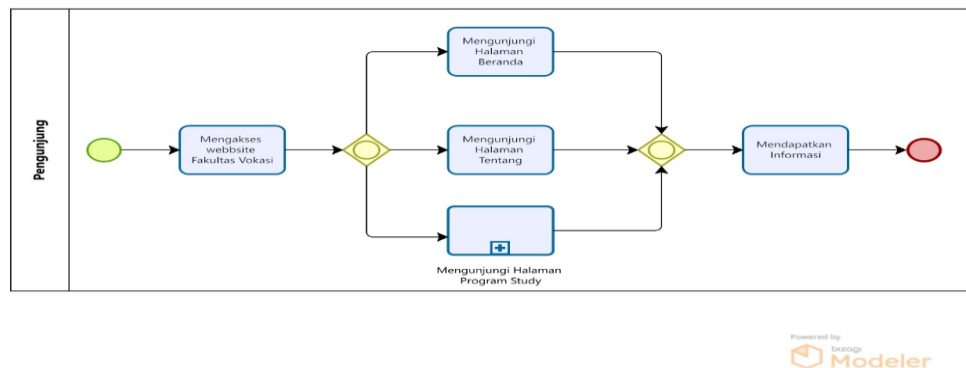 Pengunjung
Mengakses
webbsite
Fakultas Vokasi
Mengunjungi
Halaman
Beranda
Mengunjungi
Halaman
Tentang
Mengunjungi Halaman
Program Study
Mendapatkan
Informasi
Powered by
bizagi
Modeler